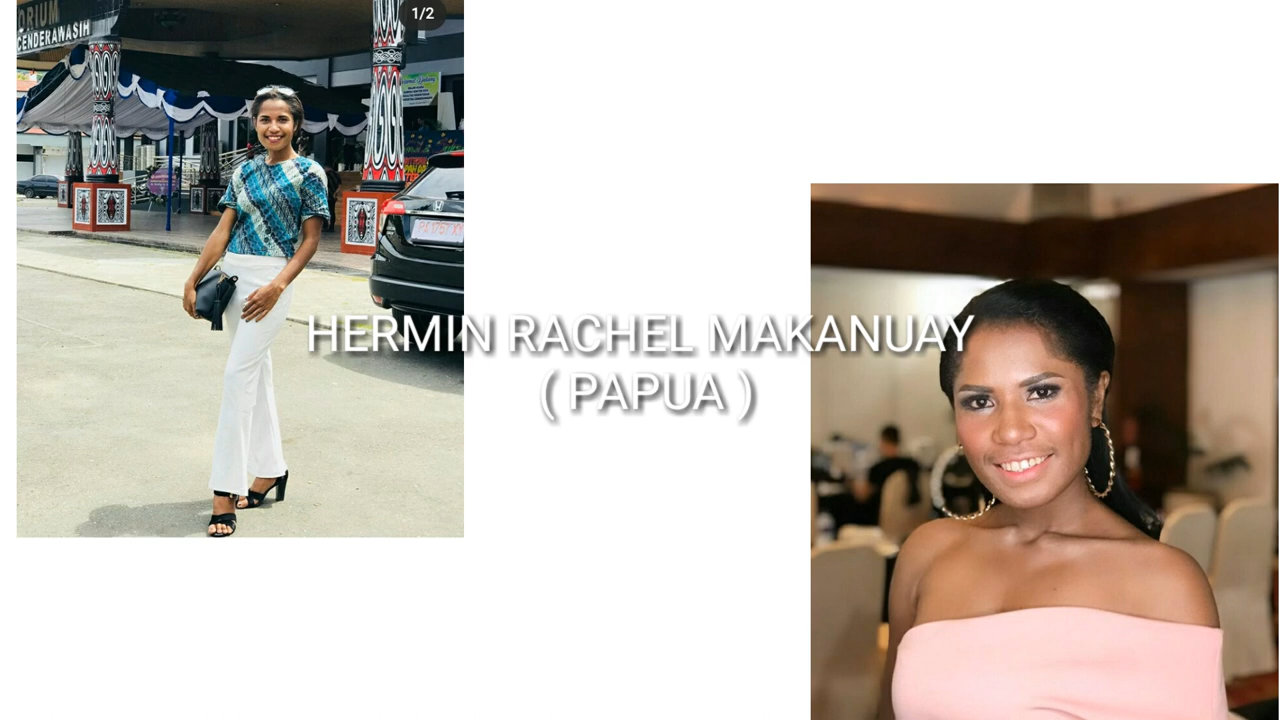 ORIUM
CENDERAWASIH
1/2
HERMIN RACHEL MAKANUAY
( PAPUA )